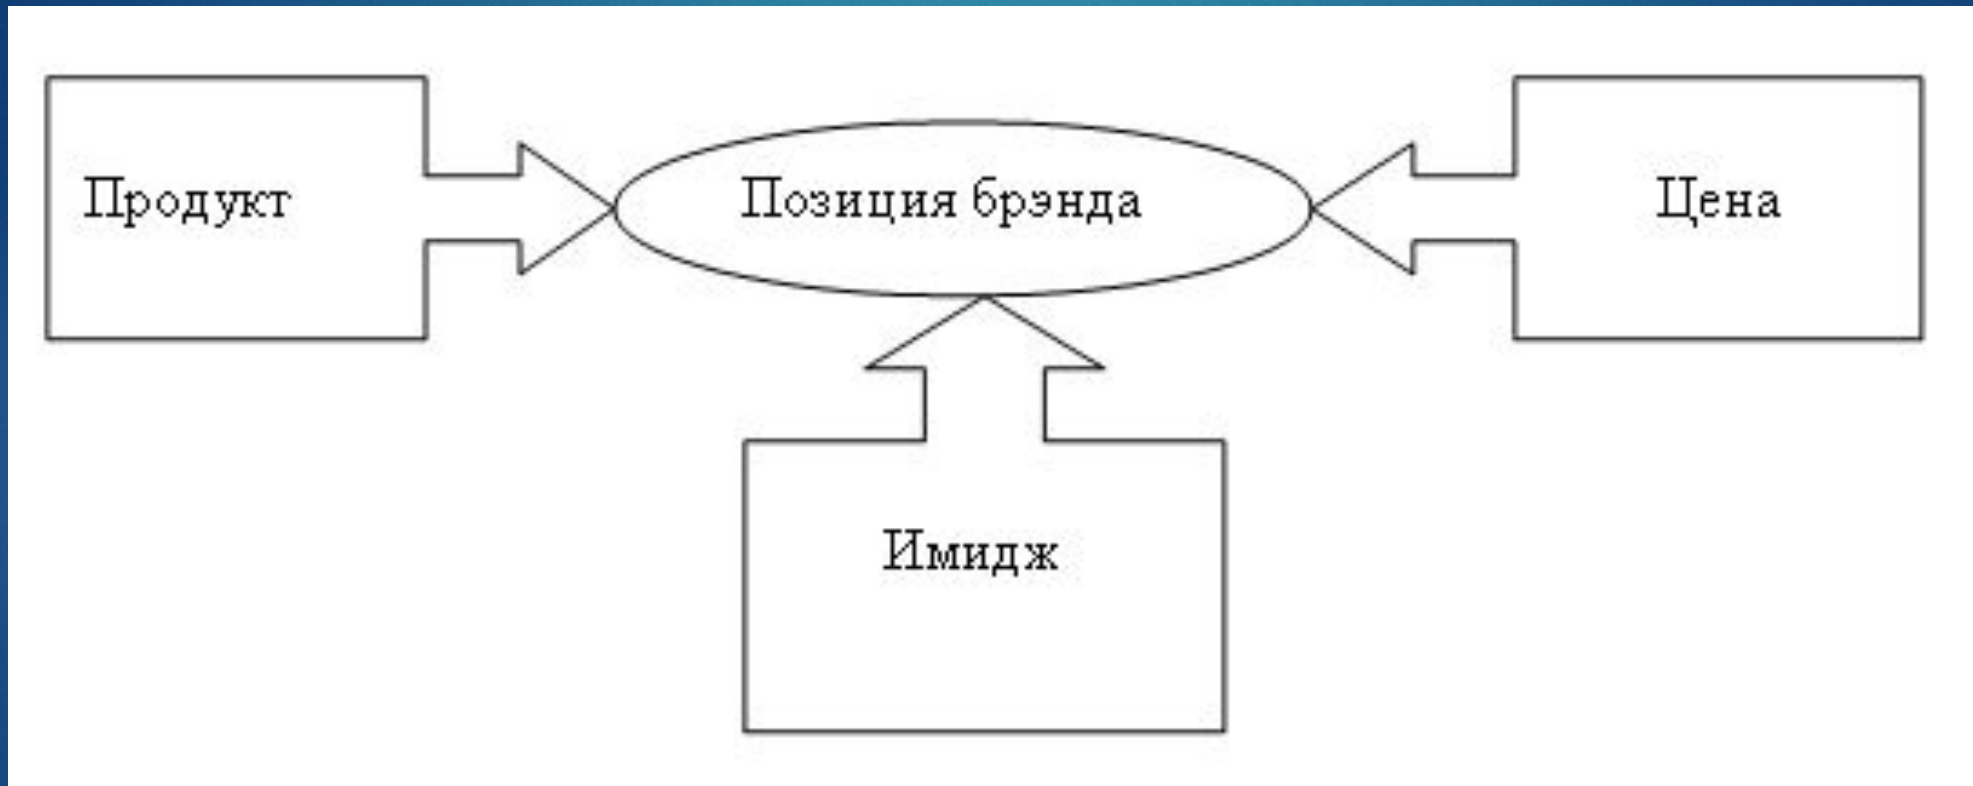 Продукт
Позиция брэнда
Цена
Имидж